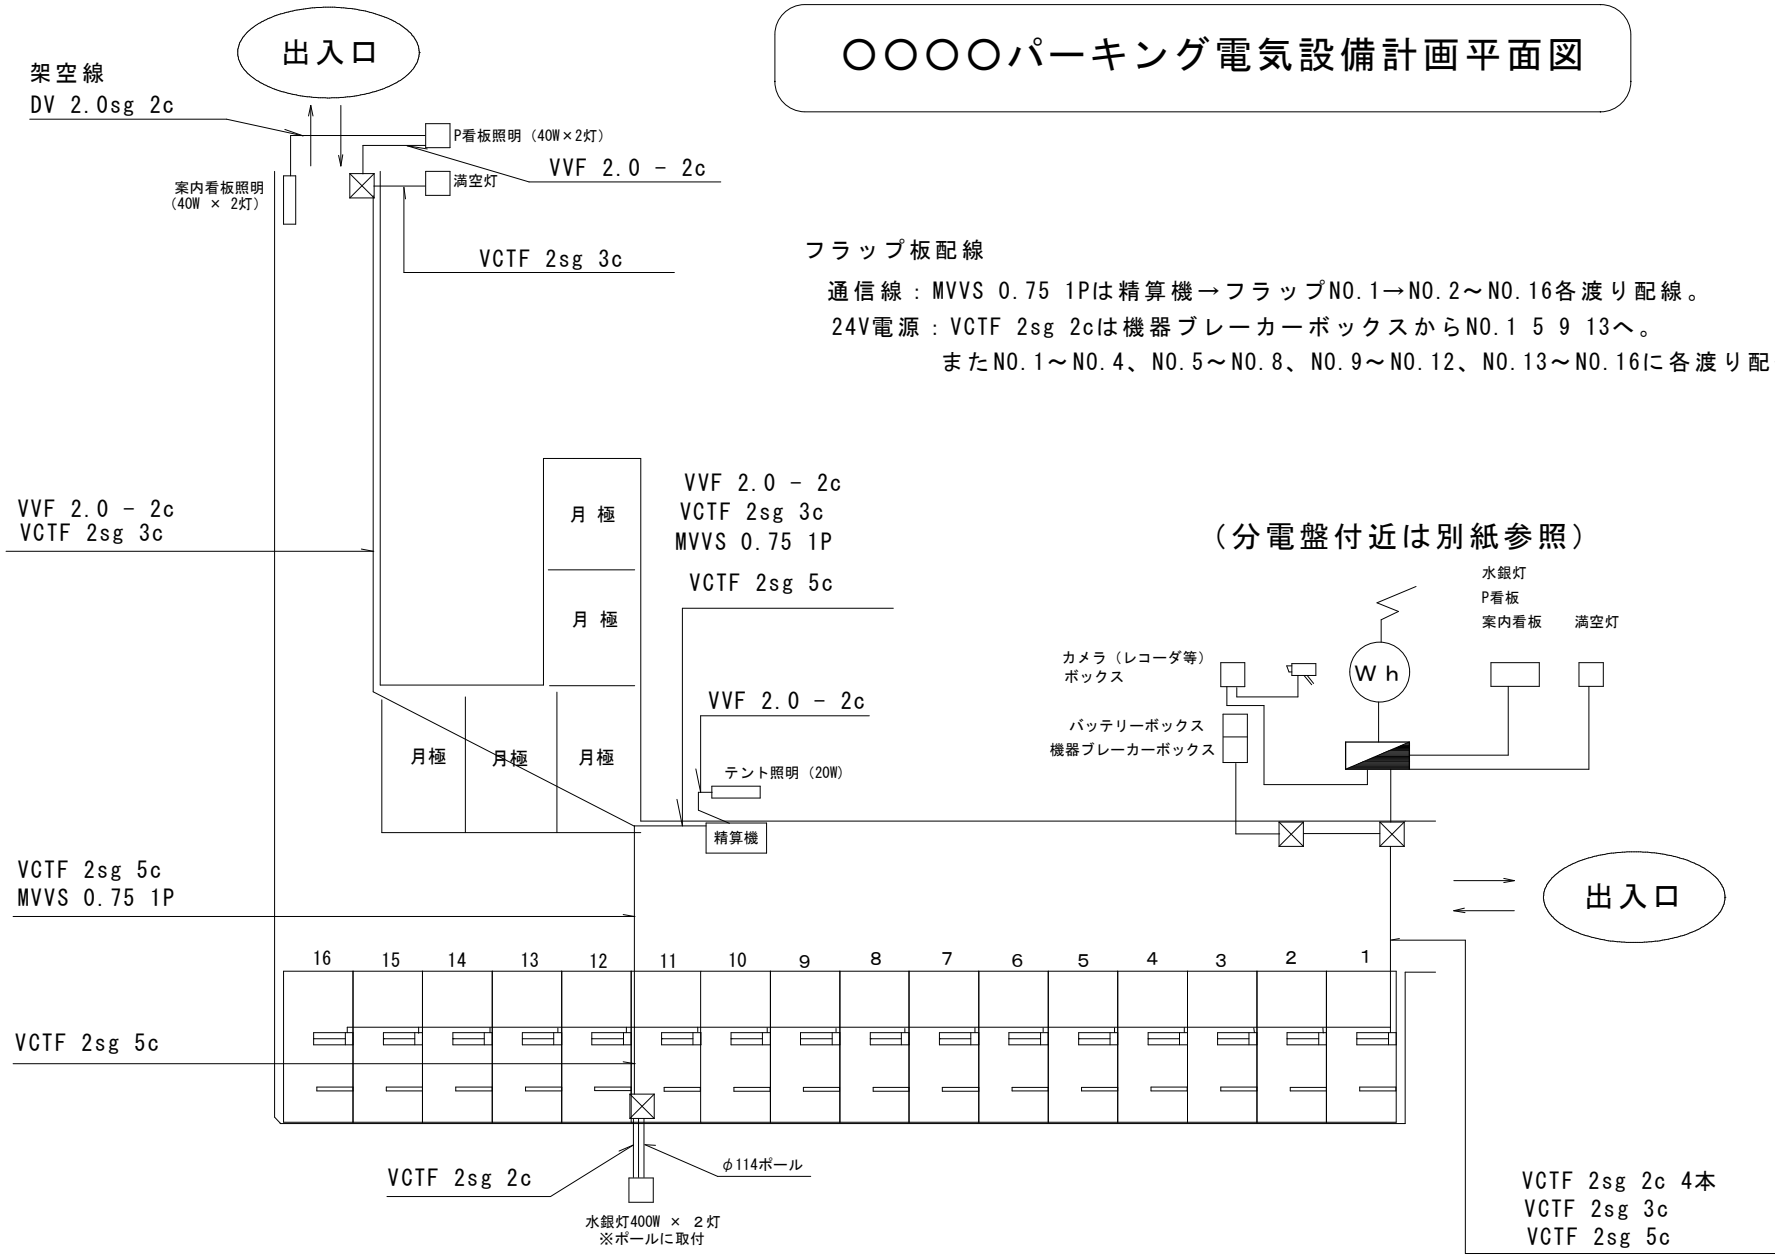 〇〇〇〇パーキング電気設備計画平面図
出入口
架空線
DV 2.0sg 2c
P看板照明（40W×2灯）
VVF 2.0 - 2c
案内看板照明
（40W × 2灯）
満空灯
VCTF 2sg 3c
フラップ板配線
通信線：MVVS 0.75 1Pは精算機→フラップNO.1→NO.2～NO.16各渡り配線。
24V電源：VCTF 2sg 2cは機器ブレーカーボックスからNO.1 5 9 13へ。
またNO.1～NO.4、NO.5～NO.8、NO.9～NO.12、NO.13～NO.16に各渡り配
VVF 2.0 - 2c
VCTF 2sg 3c
月極
月極
VVF 2.0 - 2c
VCTF 2sg 3c
MVVS 0.75 1P
VCTF 2sg 5c
（分電盤付近は別紙参照）
水銀灯
P看板
案内看板
満空灯
カメラ（レコーダ等）
ボックス
Wh
バッテリーボックス
機器ブレーカーボックス
VVF 2.0 - 2c
月極
月極
月極
テント照明（20W）
精算機
VCTF 2sg 5c
MVVS 0.75 1P
出入口
16 15 14 13 12 11 10 9 8 7 6 5 4 3 2 1
VCTF 2sg 5c
VCTF 2sg 2c
φ114ポール
水銀灯400W × 2灯
※ポールに取付
VCTF 2sg 2c 4本
VCTF 2sg 3c
VCTF 2sg 5c